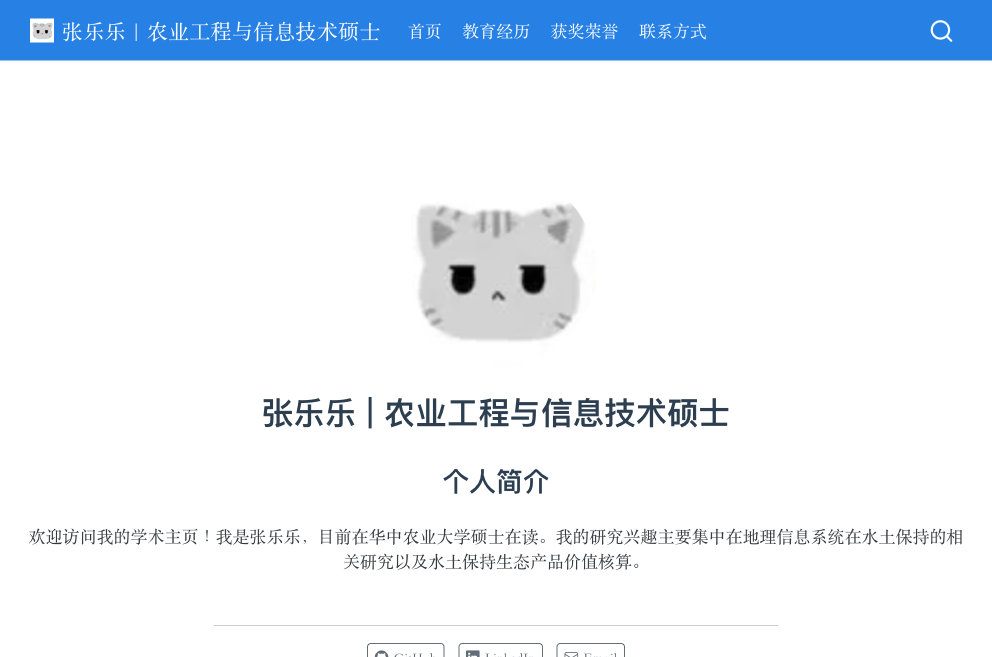 张乐乐 | 农业工程与信息技术硕士 首页 教育经历 获奖荣誉 联系方式
张乐乐 | 农业工程与信息技术硕士
个人简介
欢迎访问我的学术主页！我是张乐乐，目前在华中农业大学硕士在读。我的研究兴趣主要集中在地理信息系统在水土保持的相
关研究以及水土保持生态产品价值核算。
GitHub LinkedIn Email